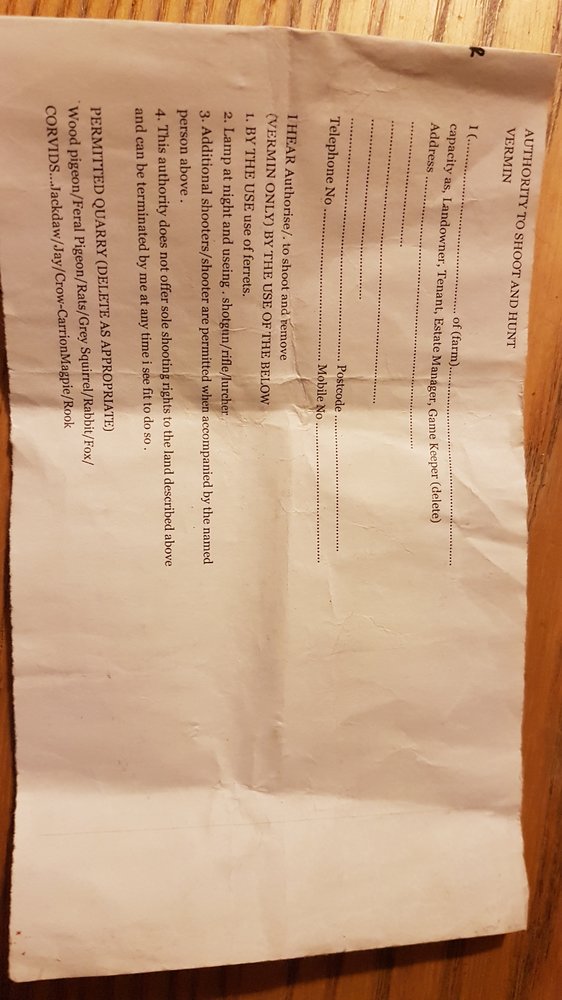 R
AUTHORITY TO SHOOT AND HUNT
VERMIN
I (........................................ of (farm)..............................................
capacity as, Landowner, Tenant, Estate Manager, Game Keeper (delete)
Address ................................................................
..............................
................................................................
........................................
................................................. Postcode ..............................
Telephone No ................................... Mobile No ..............................
I HEAR Authorise/. to shoot and remove
(VERMIN ONLY) BY THE USE OF THE BELOW
1. BY THE USE use of ferrets.
2. Lamp at night and useing . shotgun/rifle/lurcher
3. Additional shooters/shooter are permitted when accompanied by the named
person above .
4. This authority does not offer sole shooting rights to the land described above
and can be terminated by me at any time i see fit to do so .
PERMITTED QUARRY (DELETE AS APPROPRIATE)
Wood pigeon/Feral Pigeon/Rats/Grey Squirrel/Rabbit/Fox/
CORVIDS...Jackdaw/Jay/Crow-CarrionMagpie/Rook